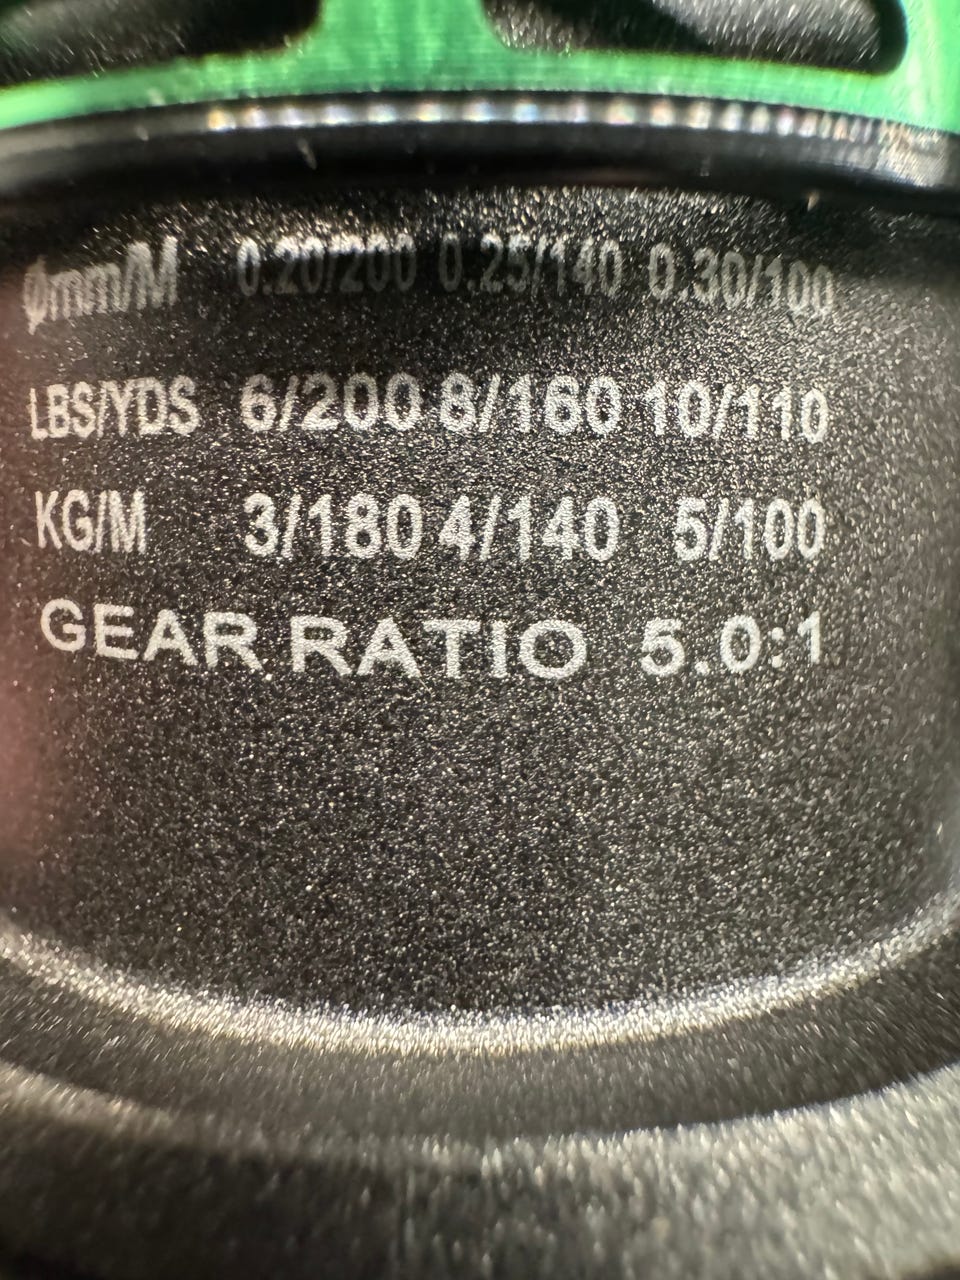 ømm/M 0.20/200 0.25/140 0.30/100
LBS/YDS 6/200 8/160 10/110
KG/M 3/180 4/140 5/100
GEAR RATIO 5.0:1